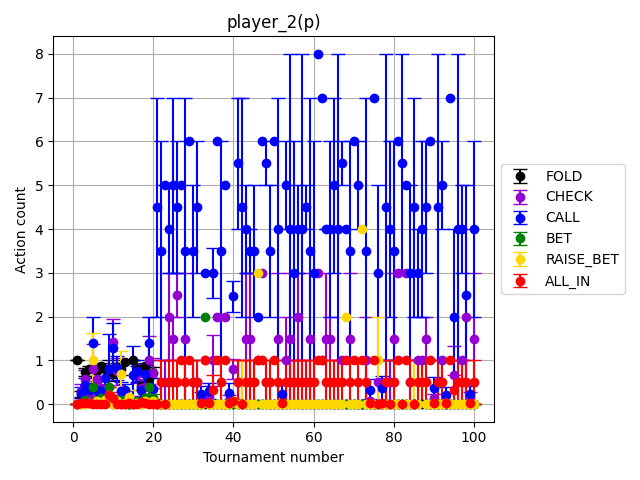 player_2(p)
Action count
8
7
6
5
4
3
2
1
0
0 20 40 60 80 100
Tournament number
FOLD
CHECK
CALL
BET
RAISE_BET
ALL_IN